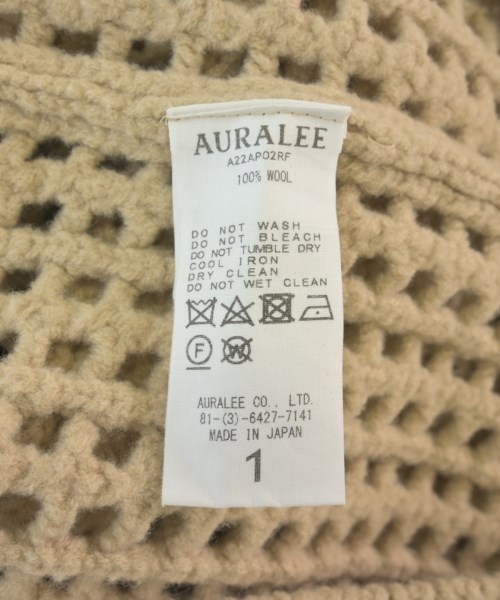 AURALEE
A22AP02RF
100% WOOL
DO NOT WASH
DO NOT BLEACH
DO NOT TUMBLE DRY
COOL IRON
DRY CLEAN
DO NOT WET CLEAN
F W
AURALEE CO., LTD.
81-(3)-6427-7141
MADE IN JAPAN
1